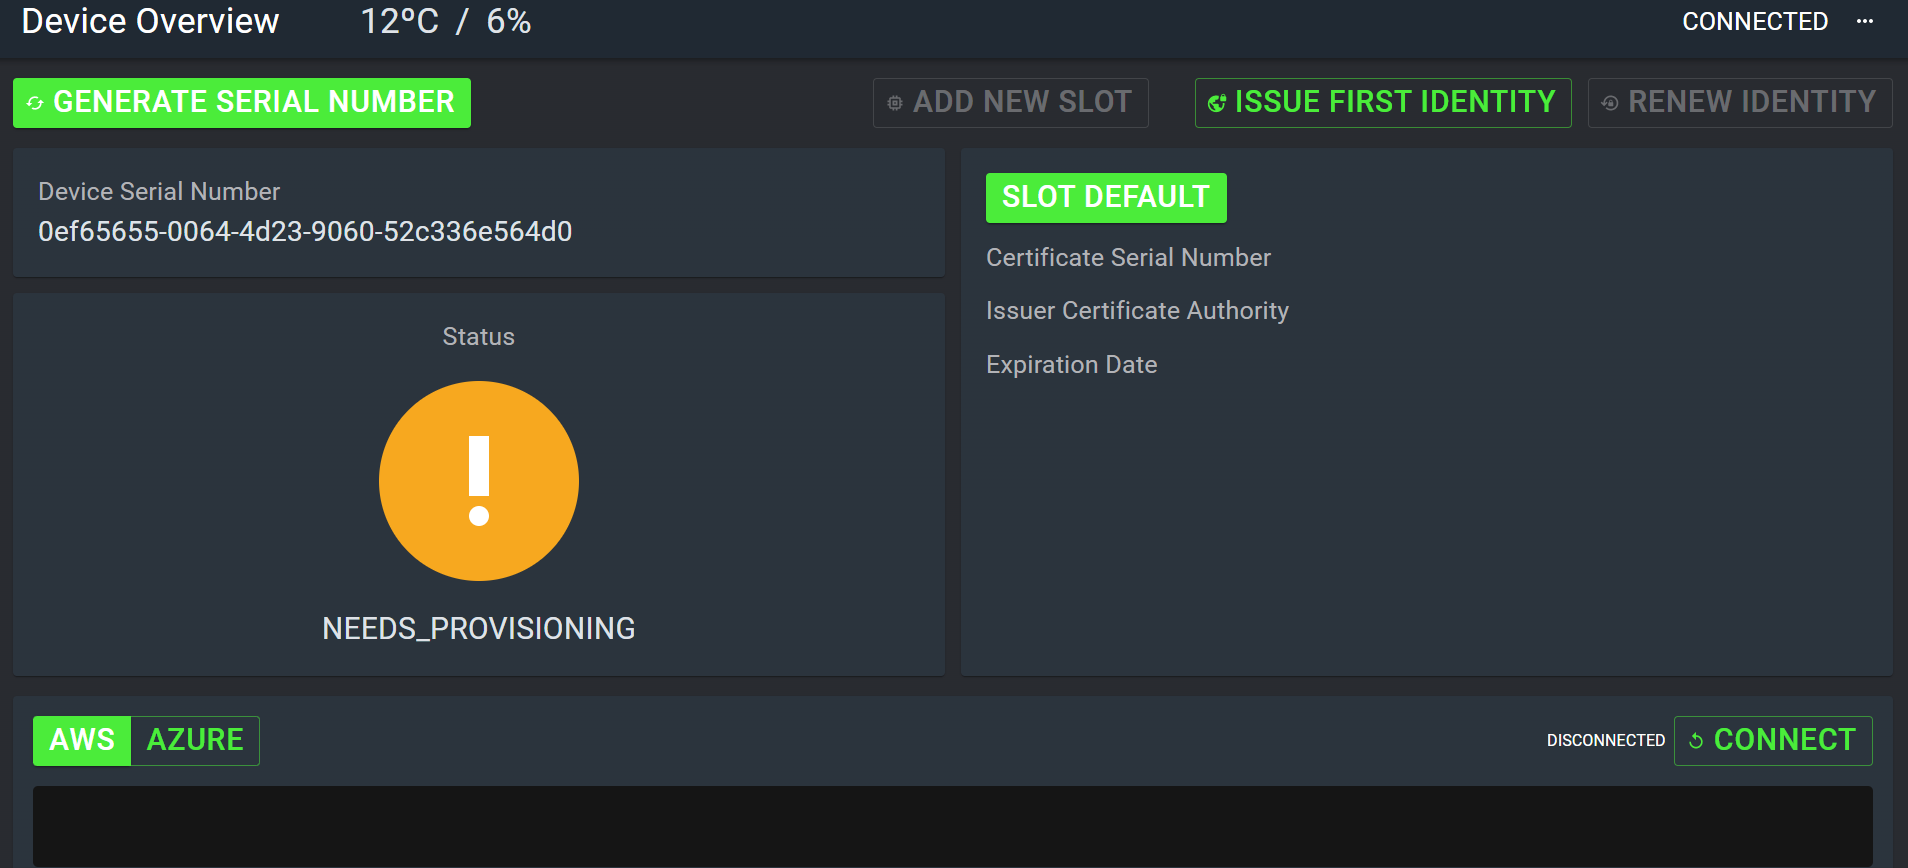 Device Overview 12ºC / 6% CONNECTED ...
GENERATE SERIAL NUMBER ADD NEW SLOT ISSUE FIRST IDENTITY RENEW IDENTITY
Device Serial Number
0ef65655-0064-4d23-9060-52c336e564d0
Status
!
NEEDS_PROVISIONING
SLOT DEFAULT
Certificate Serial Number
Issuer Certificate Authority
Expiration Date
AWS AZURE DISCONNECTED CONNECT